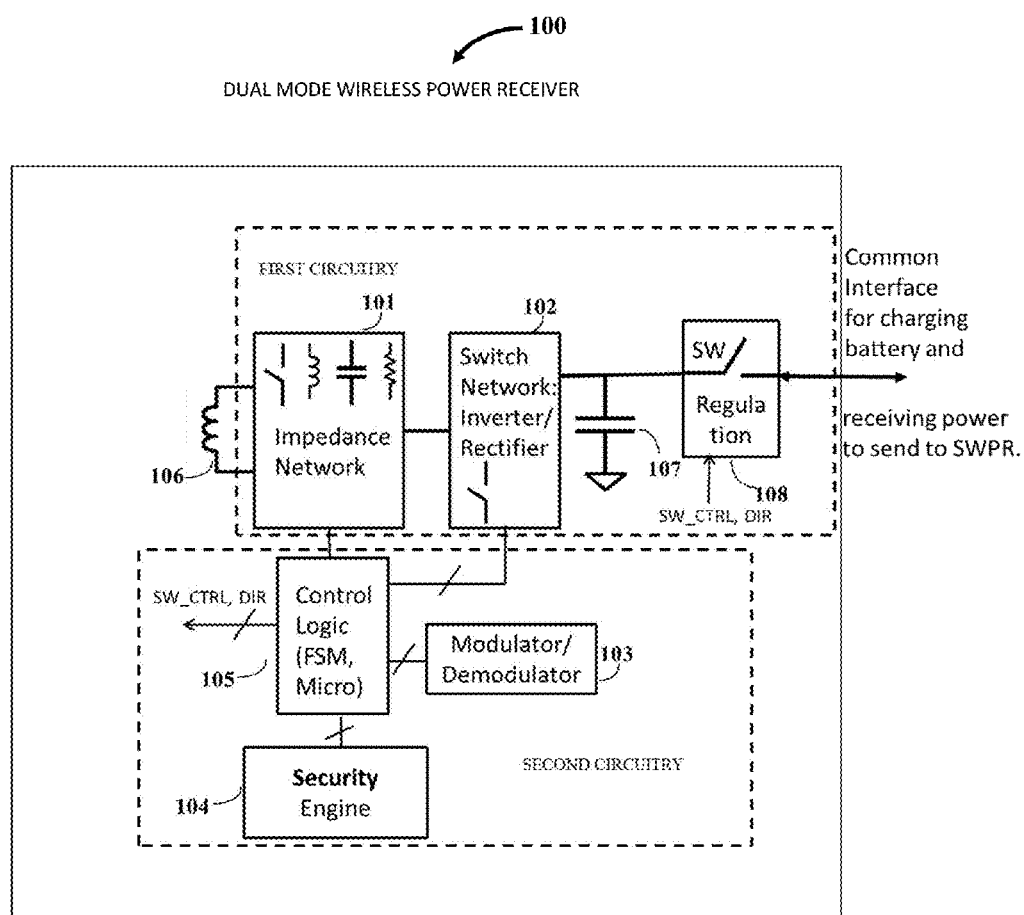 100
DUAL MODE WIRELESS POWER RECEIVER
FIRST CIRCUITRY
101
Impedance
Network
106
102
Switch
Network:
Inverter/
Rectifier
107
SW
Regula
tion
108
SW_CTRL, DIR
Common
Interface
for charging
battery and
receiving power
to send to SWPR.
SW_CTRL, DIR
105
Control
Logic
(FSM,
Micro)
Modulator/
Demodulator
103
104
Security
Engine
SECOND CIRCUITRY